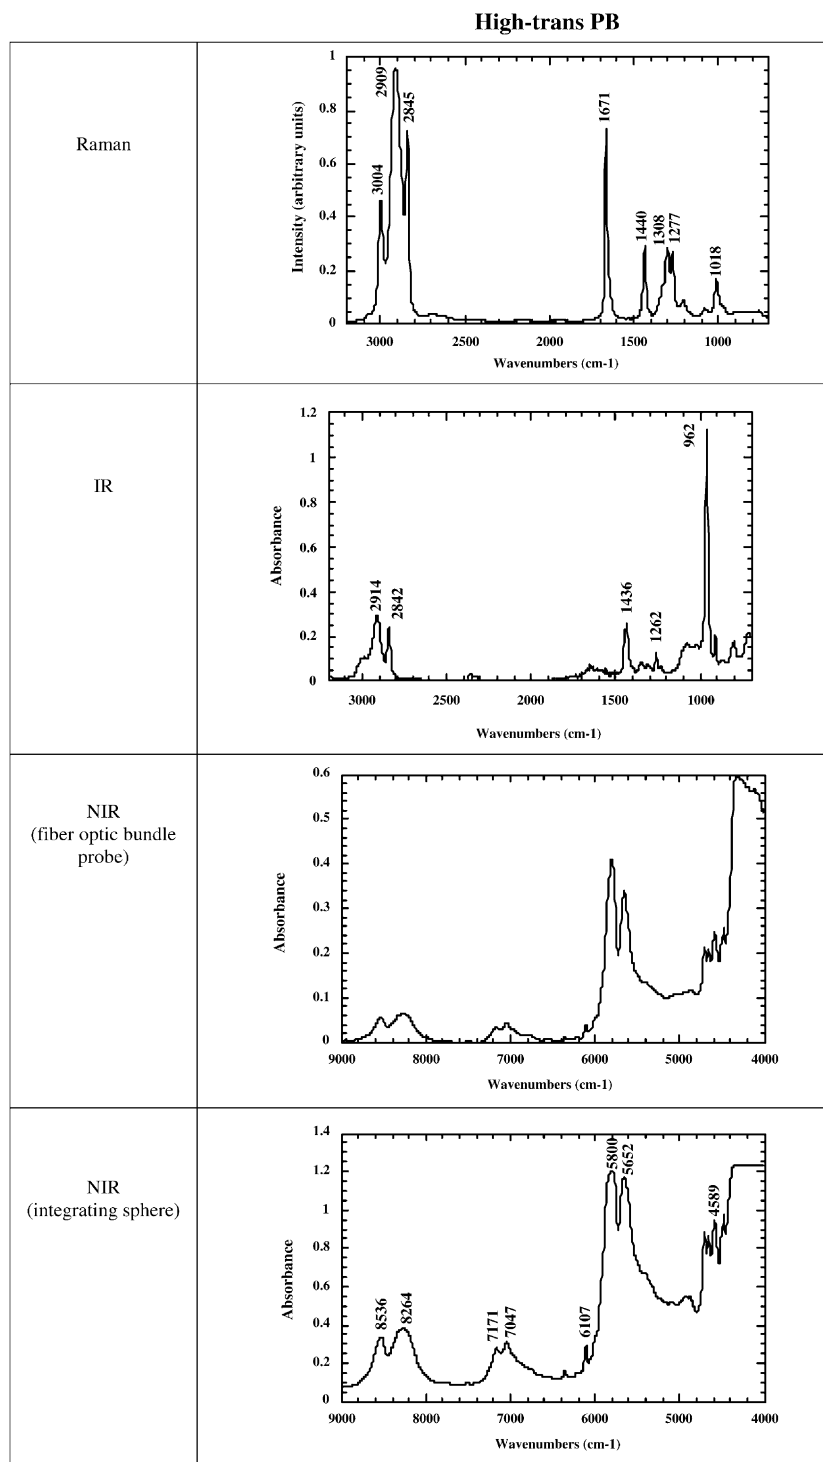 High-trans PB
Raman
Intensity (arbitrary units)
1
0.8
0.6
0.4
0.2
0
3004
2909
2845
1671
1440
1308
1277
1018
3000 2500 2000 1500 1000
Wavenumbers (cm-1)
IR
Absorbance
1.2
1
0.8
0.6
0.4
0.2
0
2914
2842
1436
1262
962
3000 2500 2000 1500 1000
Wavenumbers (cm-1)
NIR
(fiber optic bundle
probe)
Absorbance
0.6
0.5
0.4
0.3
0.2
0.1
0
9000 8000 7000 6000 5000 4000
Wavenumbers (cm-1)
NIR
(integrating sphere)
Absorbance
1.4
1.2
1
0.8
0.6
0.4
0.2
0
8536
8264
7171
7047
6107
5800
5652
4589
9000 8000 7000 6000 5000 4000
Wavenumbers (cm-1)